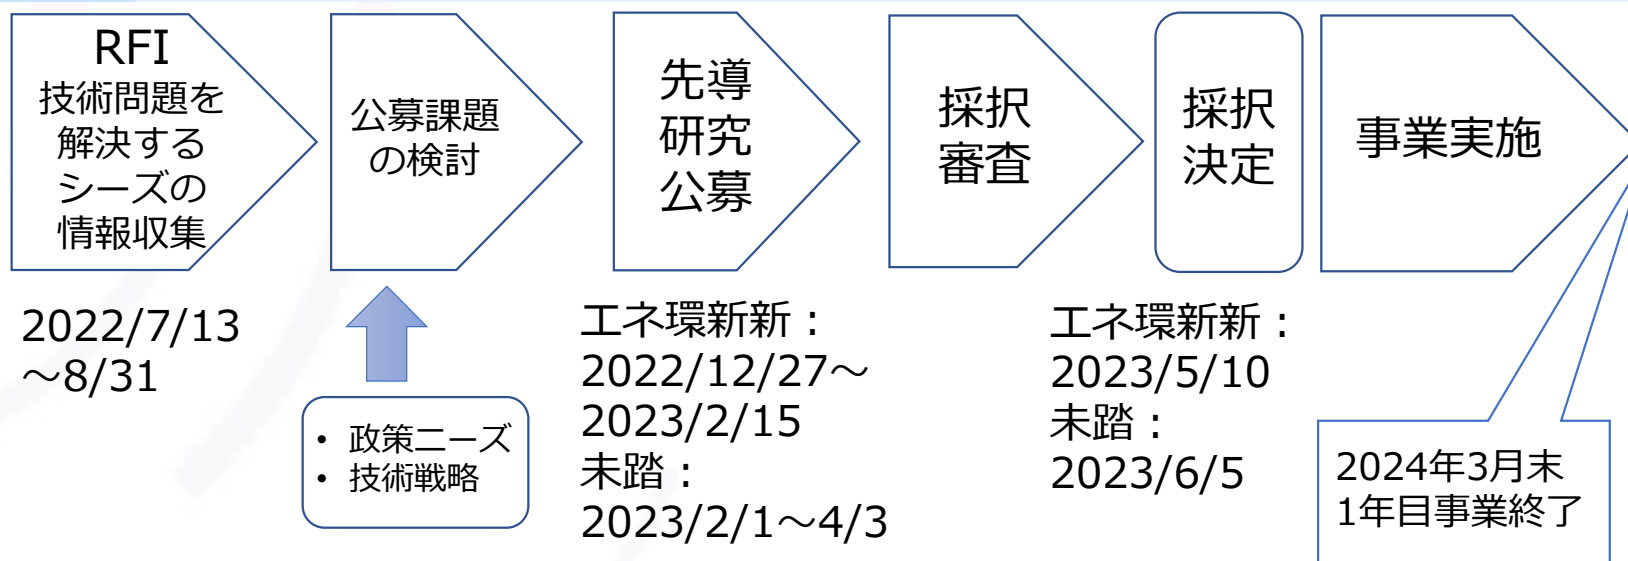 RFI
技術問題を
解決する
シーズの
情報収集
公募課題
の検討
先導
研究
公募
採択
審査
採択
決定
事業実施
2022/7/13
～8/31
• 政策ニーズ
• 技術戦略
エネ環新新：
2022/12/27～
2023/2/15
未踏：
2023/2/1～4/3
エネ環新新：
2023/5/10
未踏：
2023/6/5
2024年3月末
1年目事業終了